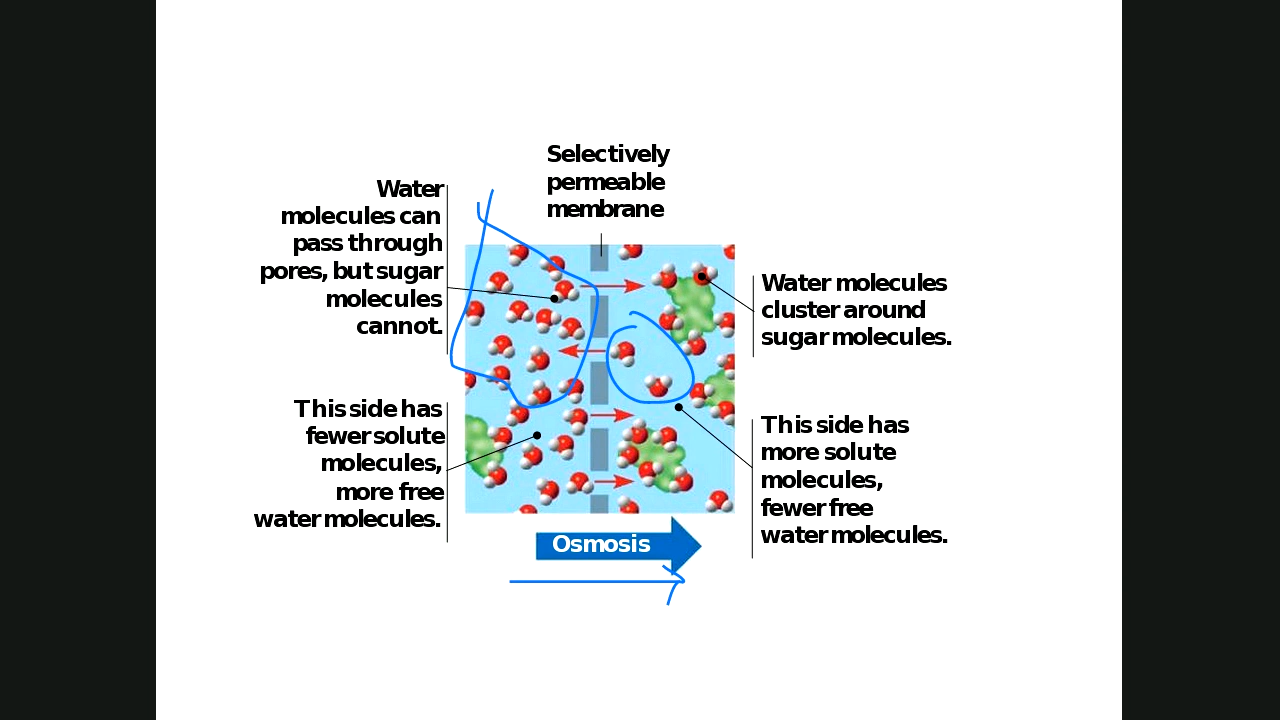 Selectively
permeable
membrane
Water
molecules can
pass through
pores, but sugar
molecules
cannot.
This side has
fewer solute
molecules,
more free
water molecules.
Water molecules
cluster around
sugar molecules.
This side has
more solute
molecules,
fewer free
water molecules.
Osmosis